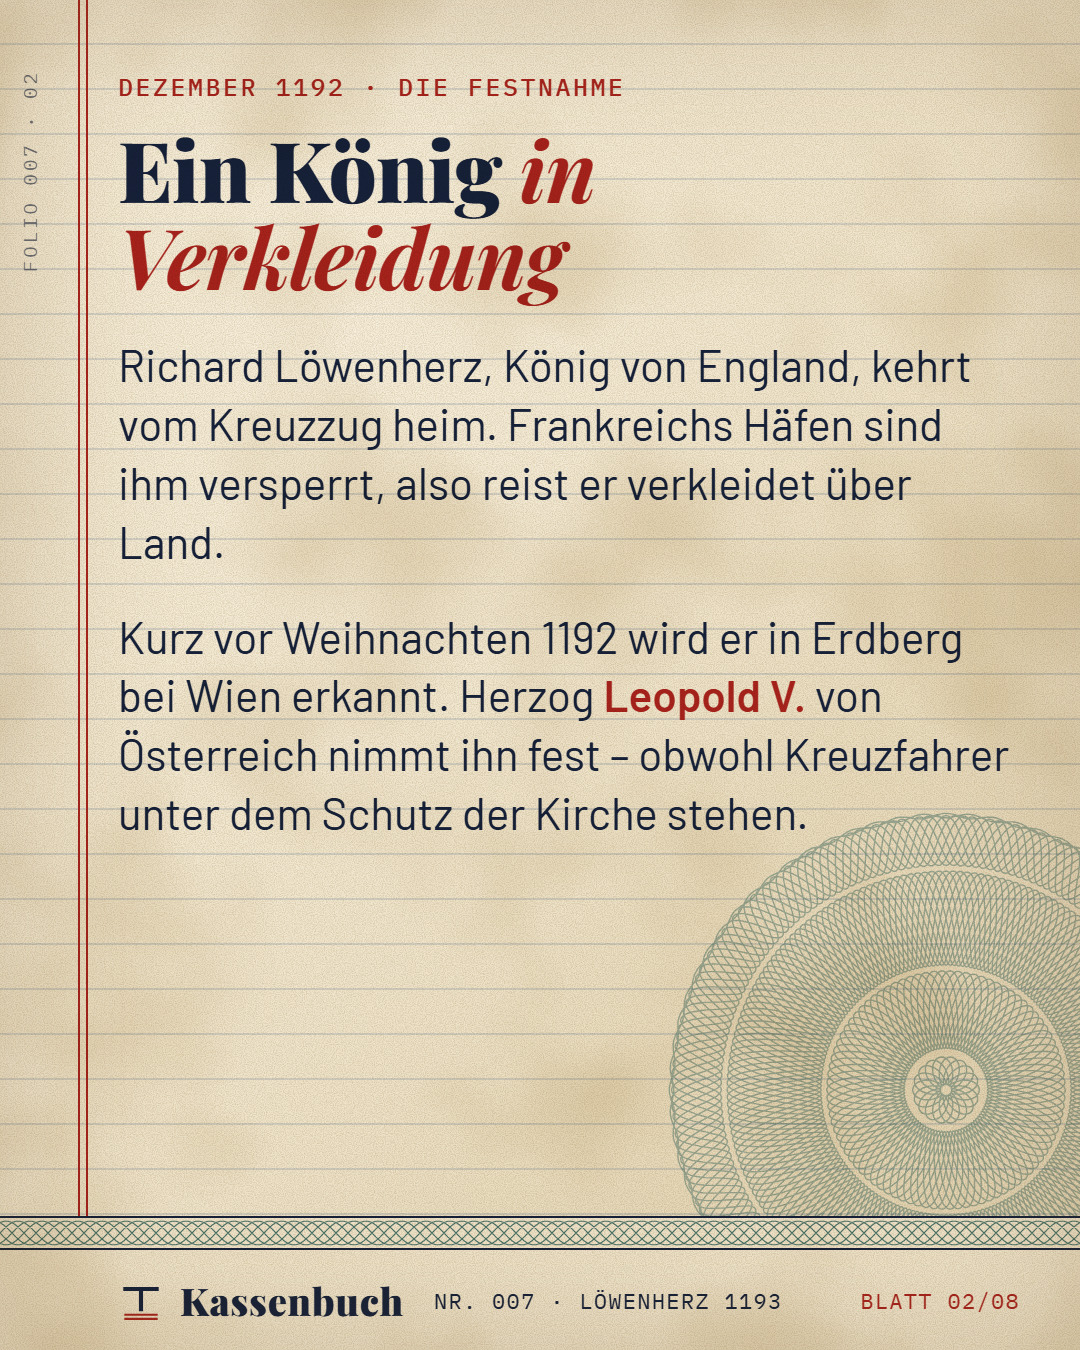 FOLIO 007 · 02
DEZEMBER 1192 · DIE FESTNAHME
Ein König in
Verkleidung
Richard Löwenherz, König von England, kehrt
vom Kreuzzug heim. Frankreichs Häfen sind
ihm versperrt, also reist er verkleidet über
Land.
Kurz vor Weihnachten 1192 wird er in Erdberg
bei Wien erkannt. Herzog Leopold V. von
Österreich nimmt ihn fest – obwohl Kreuzfahrer
unter dem Schutz der Kirche stehen.
Kassenbuch NR. 007 · LÖWENHERZ 1193 BLATT 02/08